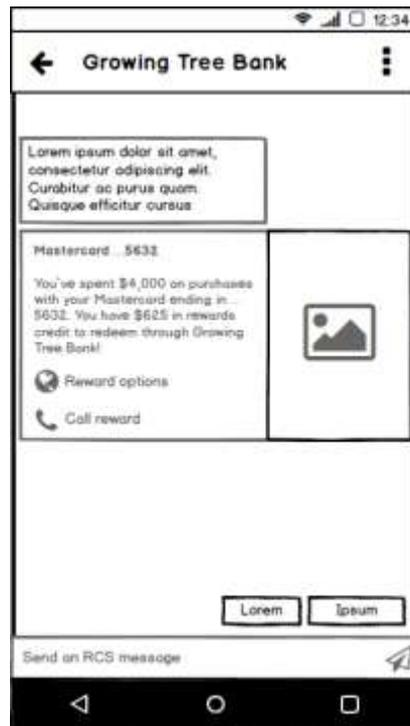 12:34
Growing Tree Bank
Lorem ipsum dolor sit amet,
consectetur adipiscing elit.
Curabitur ac purus quam.
Quisque efficitur cursus
Mastercard ...5632
You've spent $4,000 on purchases
with your Mastercard ending in ...
5632. You have $625 in rewards
credit to redeem through Growing
Tree Bank!
Reward options
Call reward
Lorem
Ipsum
Send an RCS message